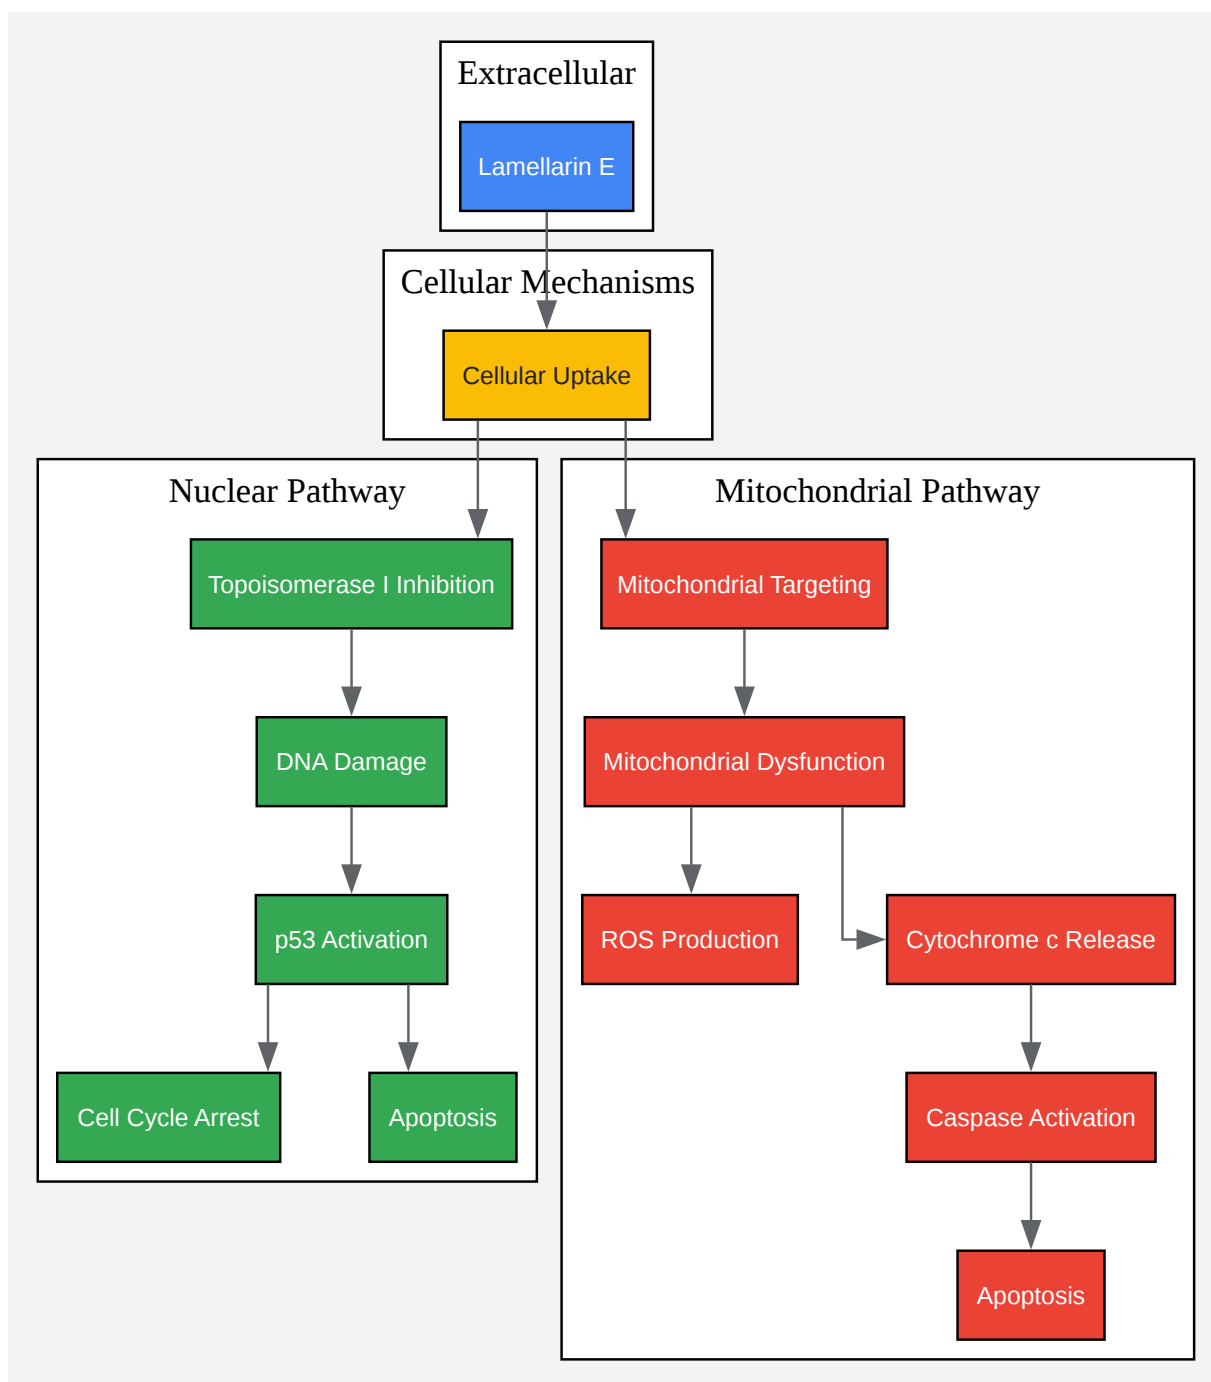 Extracellular
Lamellarin E
Cellular Mechanisms
Cellular Uptake
Nuclear Pathway
Topoisomerase I Inhibition
DNA Damage
p53 Activation
Cell Cycle Arrest
Apoptosis
Mitochondrial Pathway
Mitochondrial Targeting
Mitochondrial Dysfunction
ROS Production
Cytochrome c Release
Caspase Activation
Apoptosis